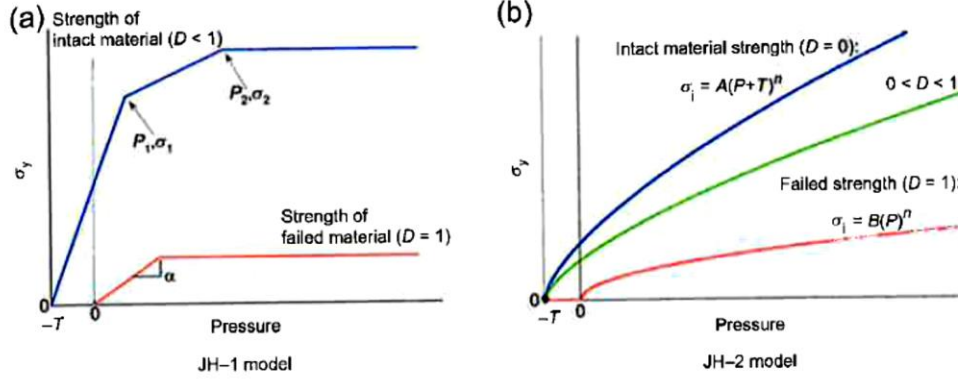 (a)
Strength of
intact material (D < 1)
P₂,σ₂
P₁,σ₁
σy
Strength of
failed material (D = 1)
α
0
–T
0
Pressure
JH–1 model
(b)
Intact material strength (D = 0):
σi = A(P+T)ⁿ
0 < D < 1
σy
Failed strength (D = 1):
σi = B(P)ⁿ
0
–T
0
Pressure
JH–2 model